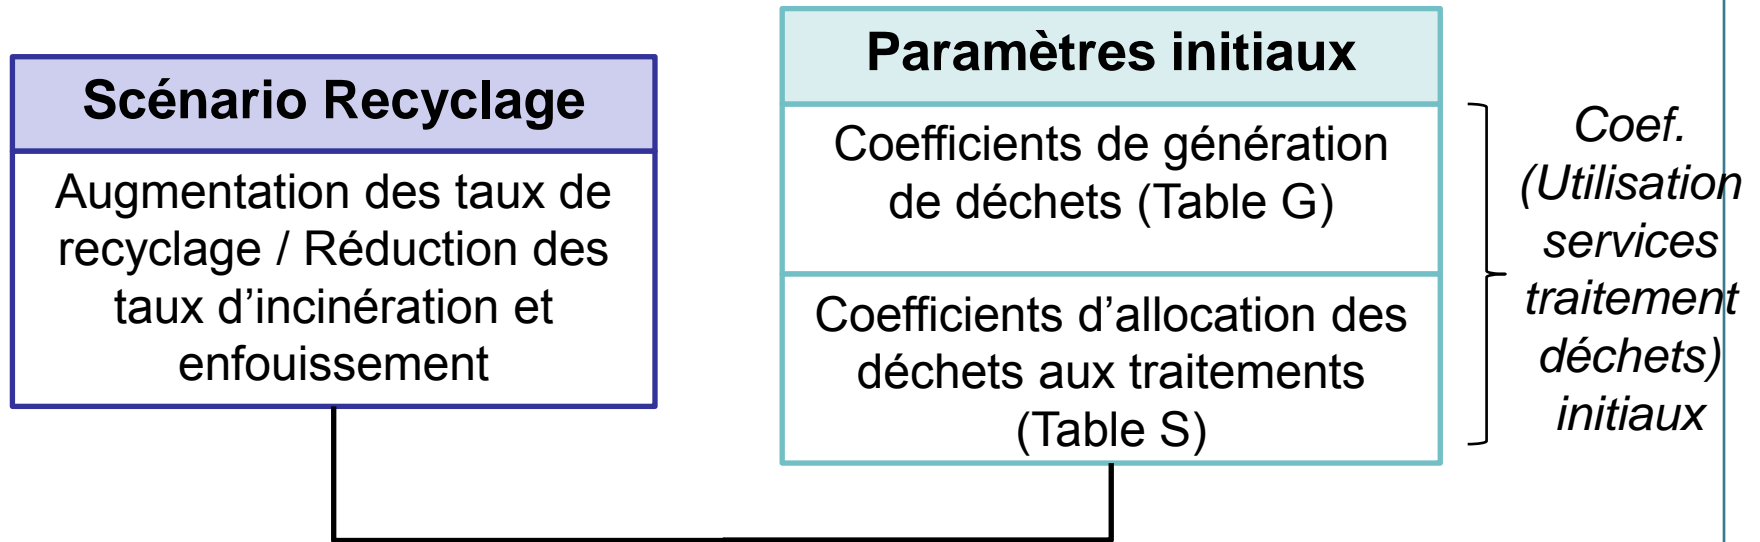 Scénario Recyclage
Augmentation des taux de
recyclage / Réduction des
taux d’incinération et
enfouissement
Paramètres initiaux
Coefficients de génération
de déchets (Table G)
Coefficients d’allocation des
déchets aux traitements
(Table S)
Coef.
(Utilisation
services
traitement
déchets)
initiaux